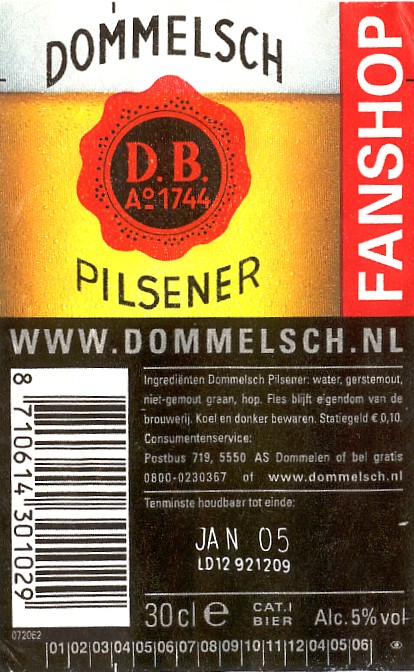 DOMMELSCH
D.B.
Aº1744
PILSENER
FANSHOP
WWW.DOMMELSCH.NL
Ingrediënten Dommelsch Pilsener: water, gerstemout,
niet-gemout graan, hop. Fles blijft eigendom van de
brouwerij. Koel en donker bewaren. Statiegeld € 0,10.
Consumentenservice:
Postbus 719, 5550 AS Dommelen of bel gratis
0800-0230367 of www.dommelsch.nl
Tenminste houdbaar tot einde:
JAN 05
LD12 921209
8 710614 301029
30 cl e CAT.I BIER Alc. 5% vol
072062
|01|02|03|04|05|06|07|08|09|10|11|12|04|05|06|